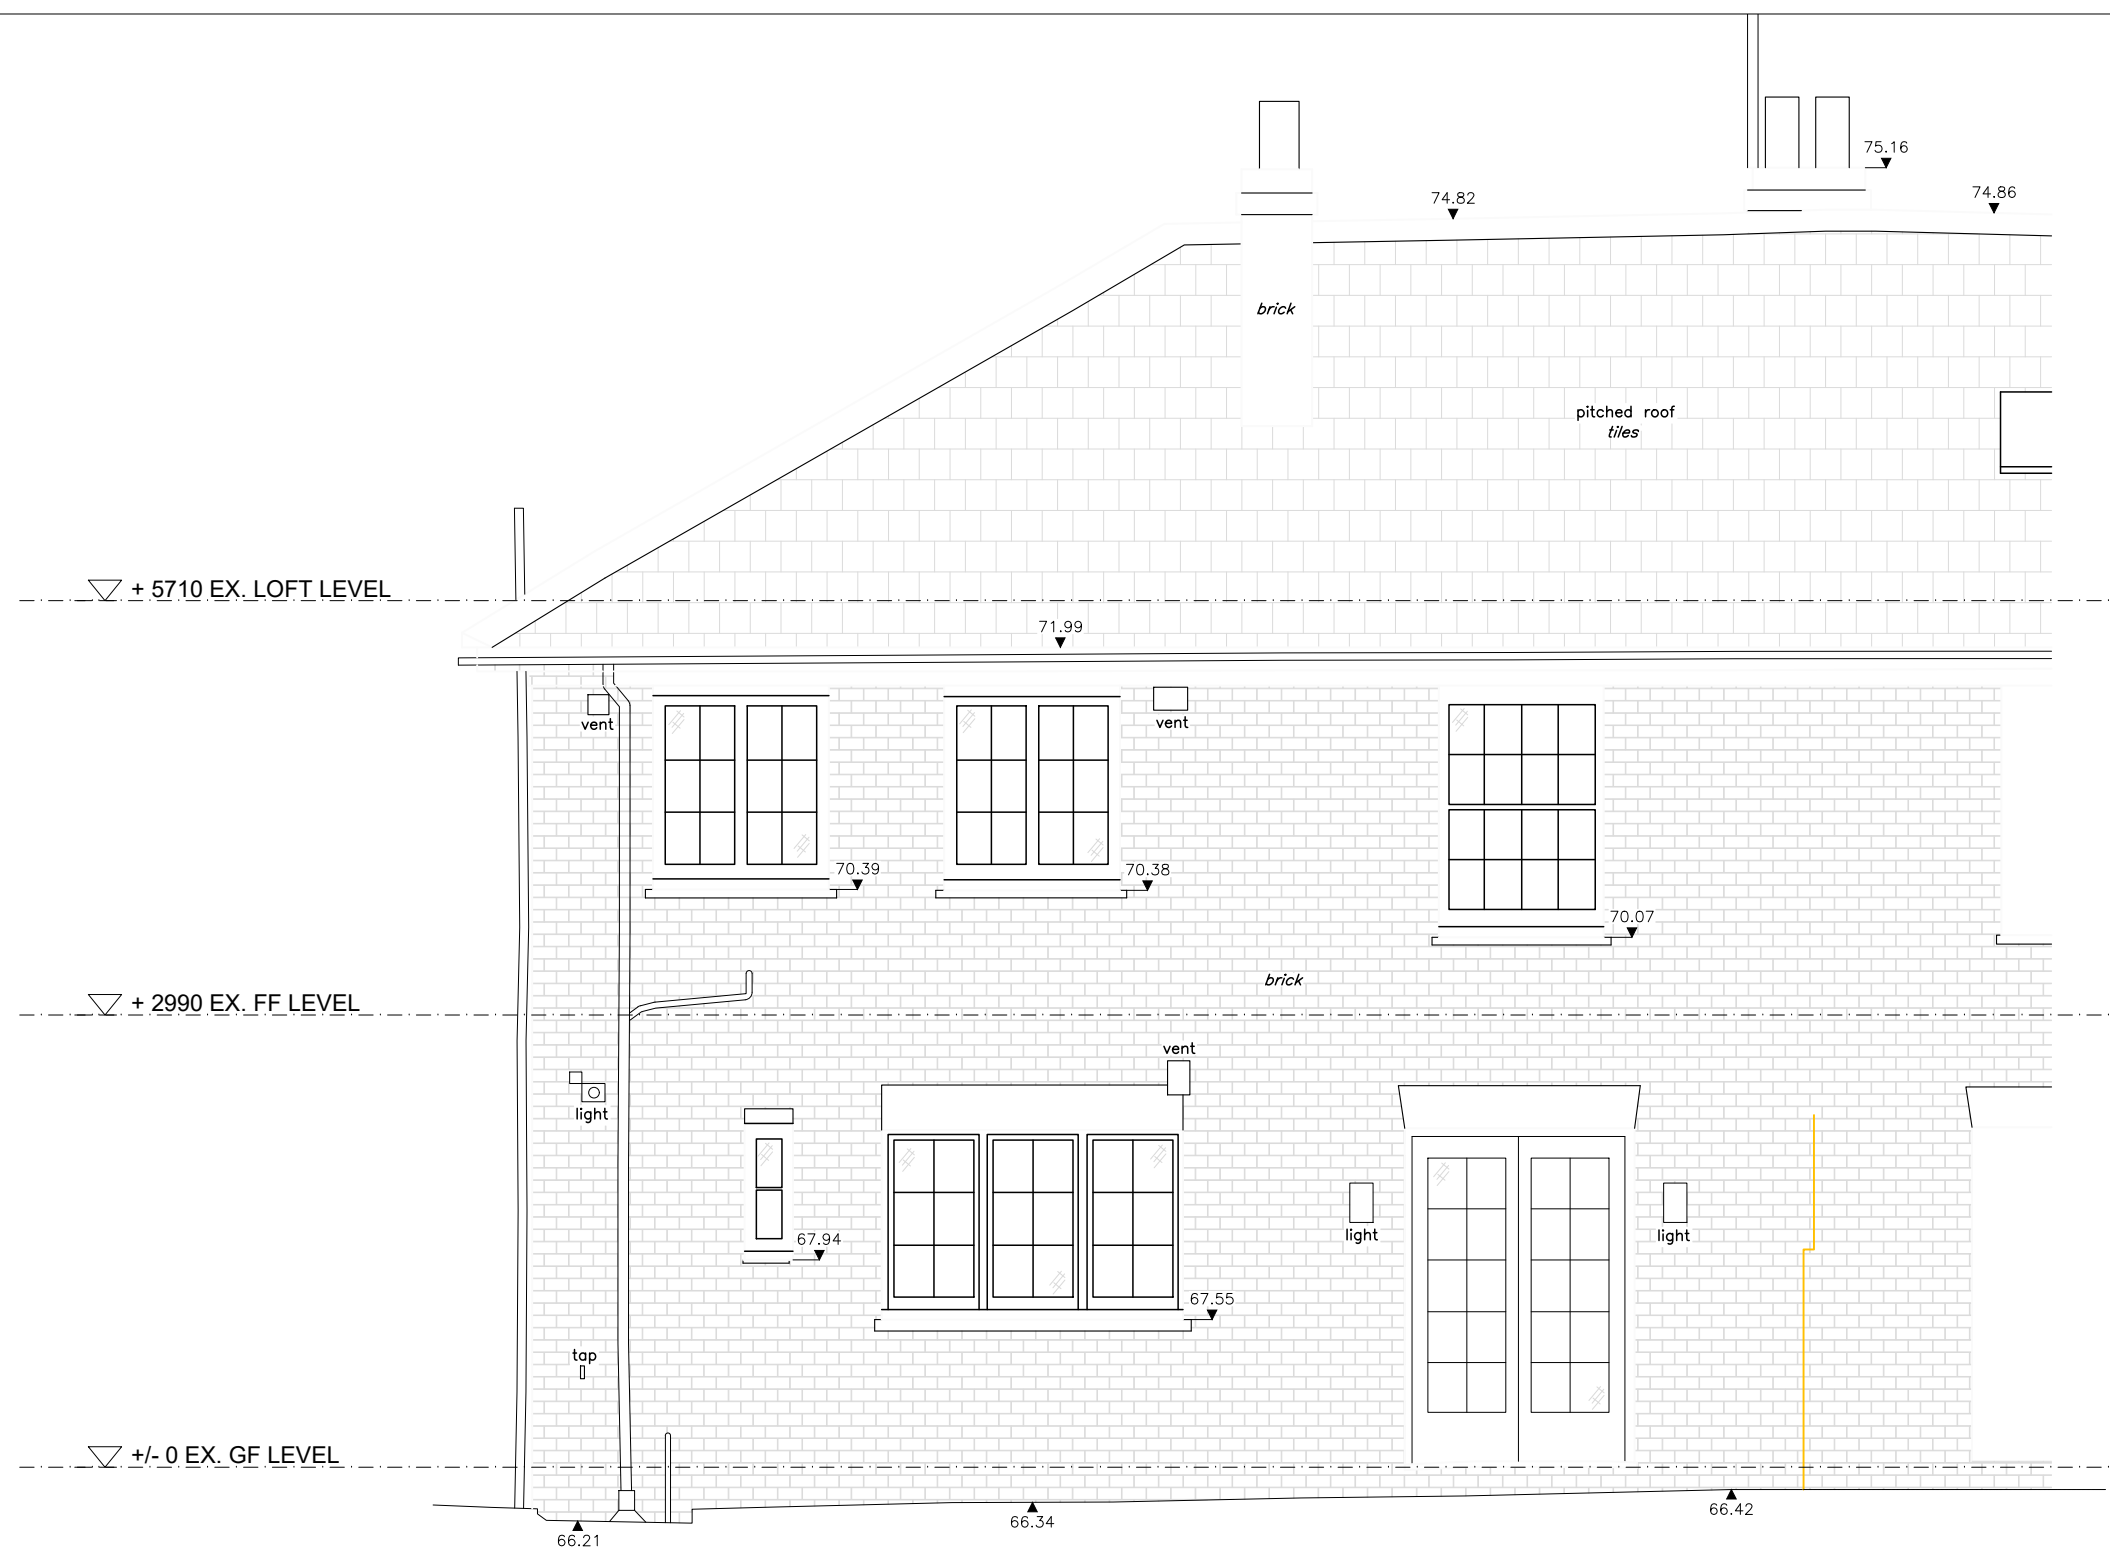 75.16
74.82
74.86
brick
pitched roof
tiles
+ 5710 EX. LOFT LEVEL
71.99
vent
vent
70.39
70.38
70.07
brick
+ 2990 EX. FF LEVEL
vent
light
light
light
67.94
67.55
tap
+/- 0 EX. GF LEVEL
66.21
66.34
66.42